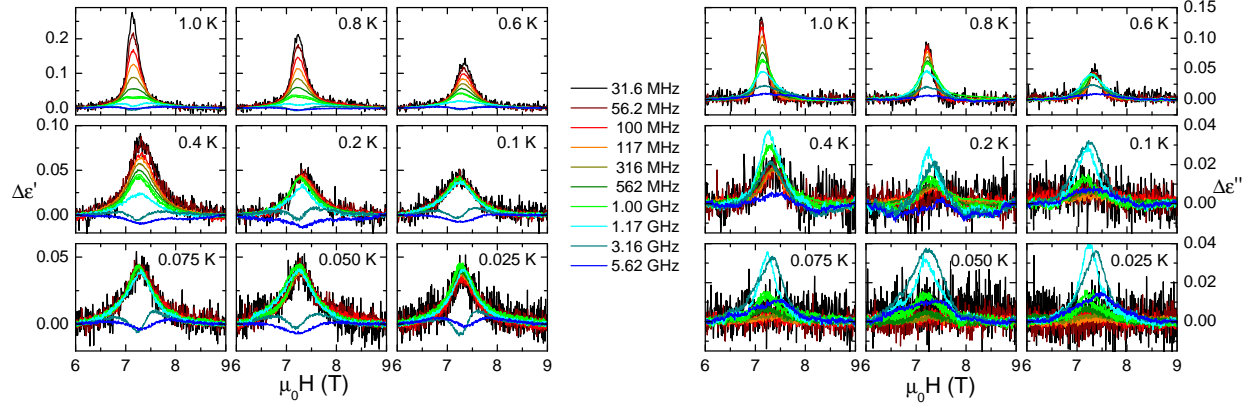 1.0 K 0.8 K 0.6 K
0.2
0.1
0.0
0.10 0.4 K 0.2 K 0.1 K
0.05
0.00
0.05 0.075 K 0.050 K 0.025 K
0.00
6 7 8 9 6 7 8 9 6 7 8 9
Δε'
μ0H (T)
31.6 MHz
56.2 MHz
100 MHz
117 MHz
316 MHz
562 MHz
1.00 GHz
1.17 GHz
3.16 GHz
5.62 GHz
1.0 K 0.8 K 0.6 K 0.15
0.10
0.05
0.00
0.4 K 0.2 K 0.1 K 0.04
0.02
0.00
0.075 K 0.050 K 0.025 K 0.04
0.02
0.00
6 7 8 9 6 7 8 9 6 7 8 9
Δε''
μ0H (T)